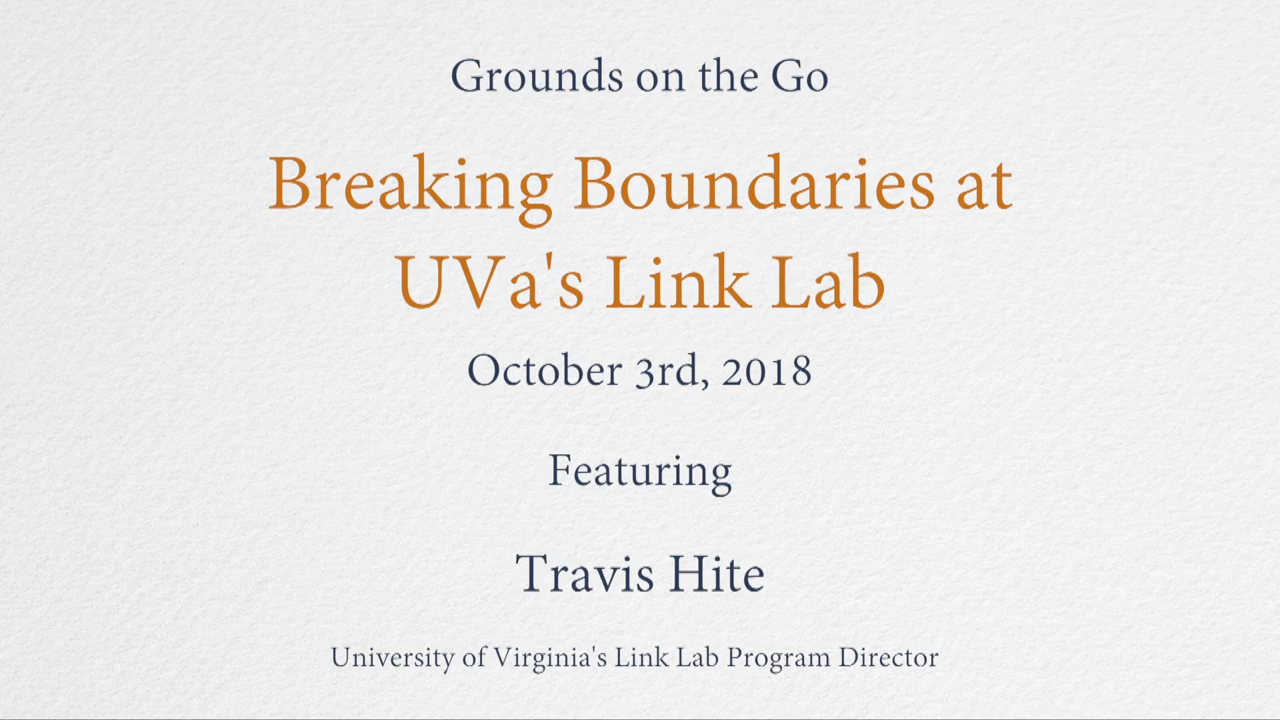 Grounds on the Go
Breaking Boundaries at
UVa's Link Lab
October 3rd, 2018
Featuring
Travis Hite
University of Virginia's Link Lab Program Director